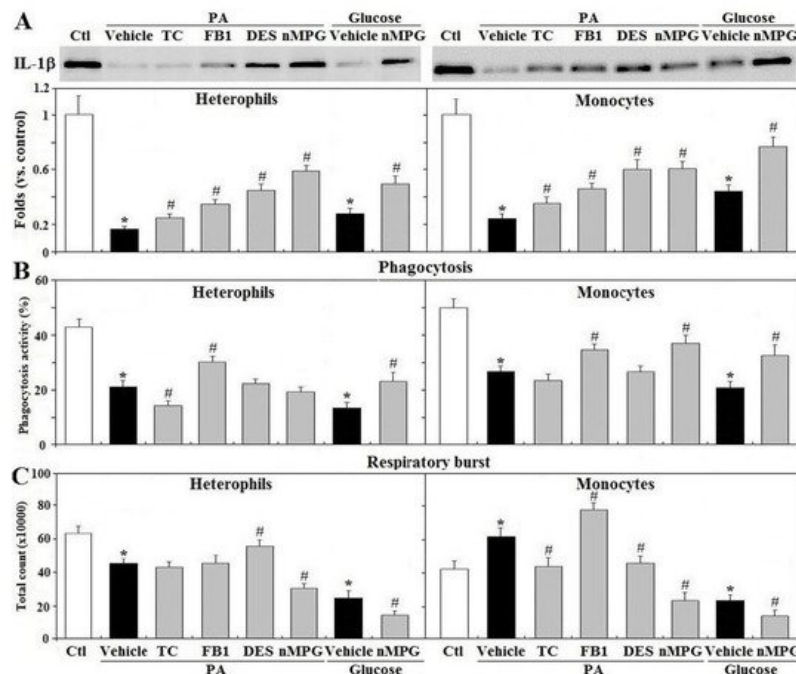 A
PA
Glucose
PA
Glucose
Ctl Vehicle TC FB1 DES nMPG Vehicle nMPG
Ctl Vehicle TC FB1 DES nMPG Vehicle nMPG
IL-1β
Heterophils
Monocytes
Folds (vs. control)
1.2
1
0.6
0.2
0
* # # # # * #
* # # # # * #
B
Phagocytosis
Heterophils
Monocytes
Phagocytosis activity (%)
60
40
20
0
* # # * #
* # # * #
C
Respiratory burst
Heterophils
Monocytes
Total count (x10000)
100
80
60
40
20
0
* # # * #
* # # # # * #
Ctl Vehicle TC FB1 DES nMPG Vehicle nMPG
Ctl Vehicle TC FB1 DES nMPG Vehicle nMPG
PA
Glucose
PA
Glucose